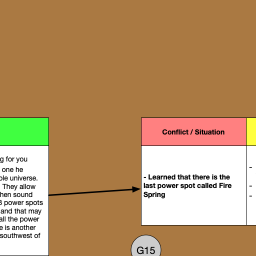 g for you
one he
ole universe.
They allow
hen sound
3 power spots
and that may
all the power
e is another
southwest of
Conflict / Situation
- Learned that there is the
last power spot called Fire
Spring
-
-
-
G15